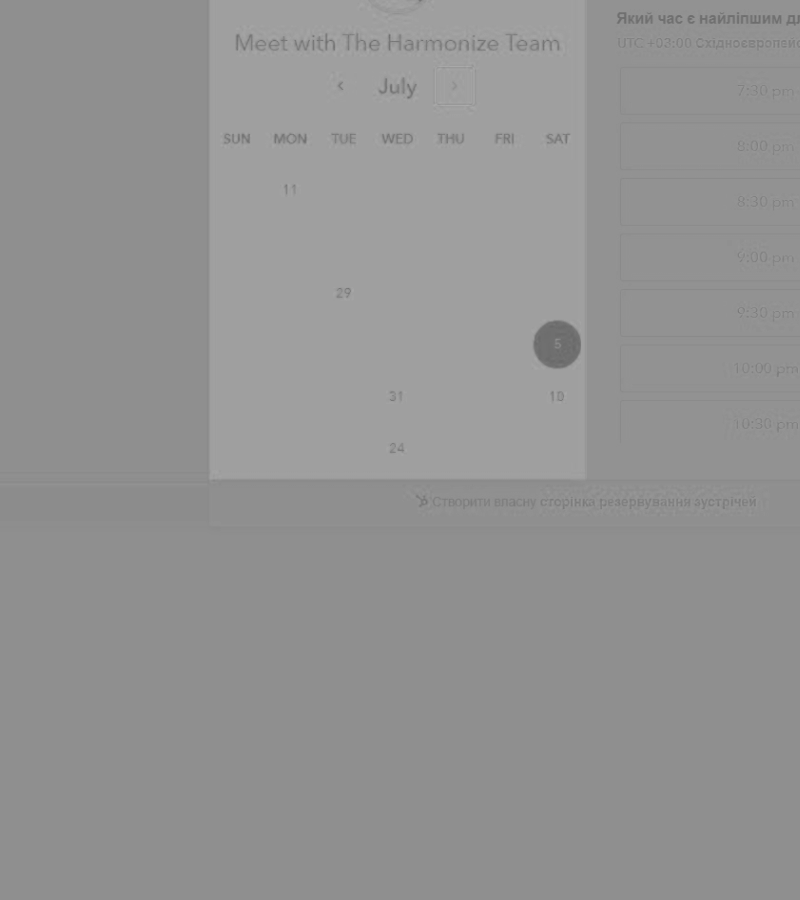 Який час є найліпшим
Meet with The Harmonize Team
UTC +03:00
‹ July ›
SUN MON TUE WED THU FRI SAT
11
29
5
31 10
24
7:30 pm
8:00 pm
8:30 pm
9:00 pm
9:30 pm
10:00 pm
10:30 pm
Створити власну сторінка резервування зустрічей